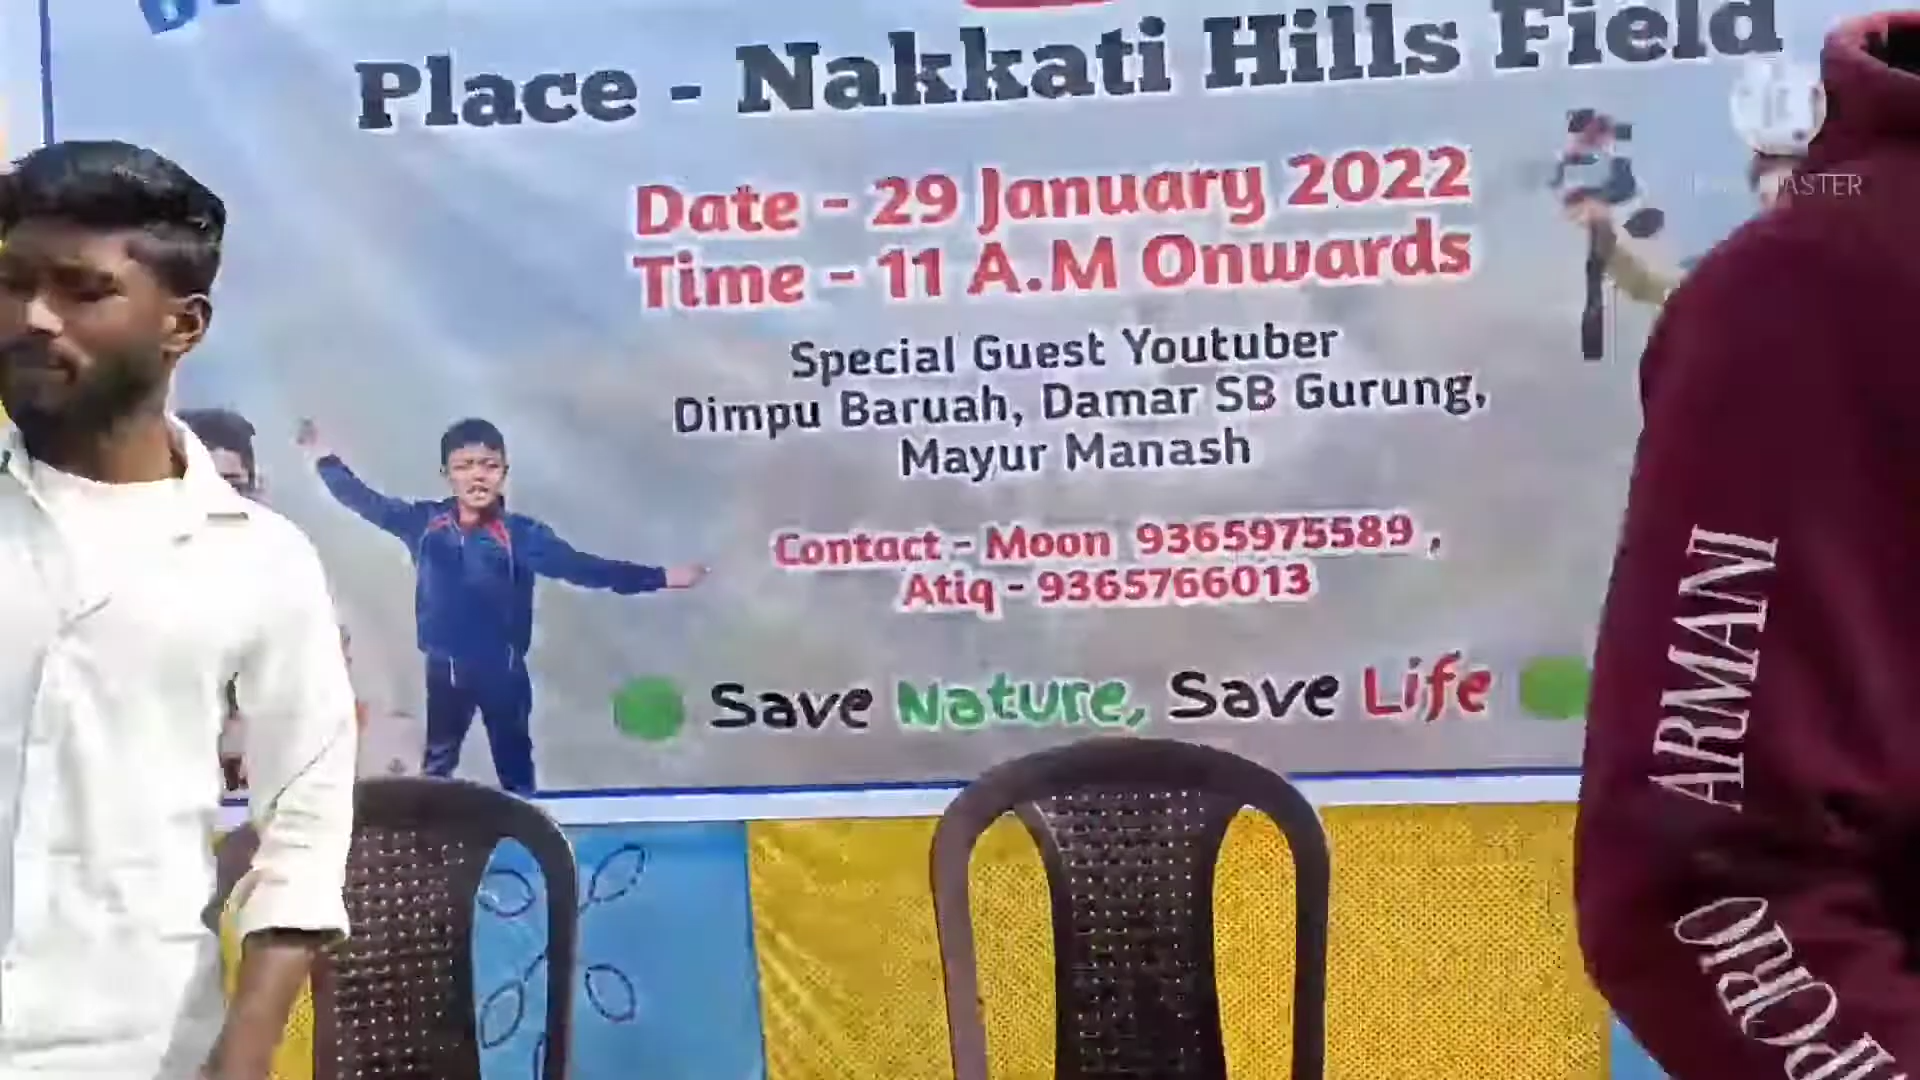 Place - Nakkati Hills Field
Date - 29 January 2022
Time - 11 A.M Onwards
Special Guest Youtuber
Dimpu Baruah, Damar SB Gurung,
Mayur Manash
Contact - Moon 9365975589 ,
Atiq - 9365766013
Save Nature, Save Life
ARMANI